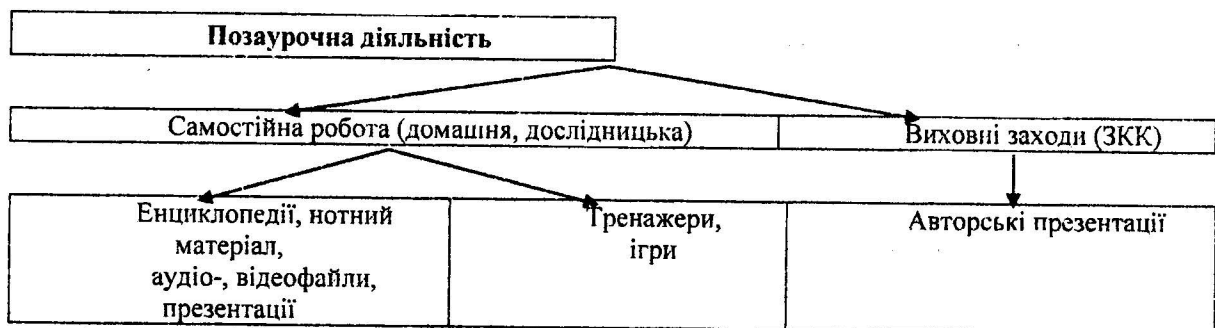 Позаурочна діяльність
Самостійна робота (домашня, дослідницька)
Виховні заходи (ЗКК)
Енциклопедії, нотний
матеріал,
аудіо-, відеофайли,
презентації
Тренажери,
ігри
Авторські презентації